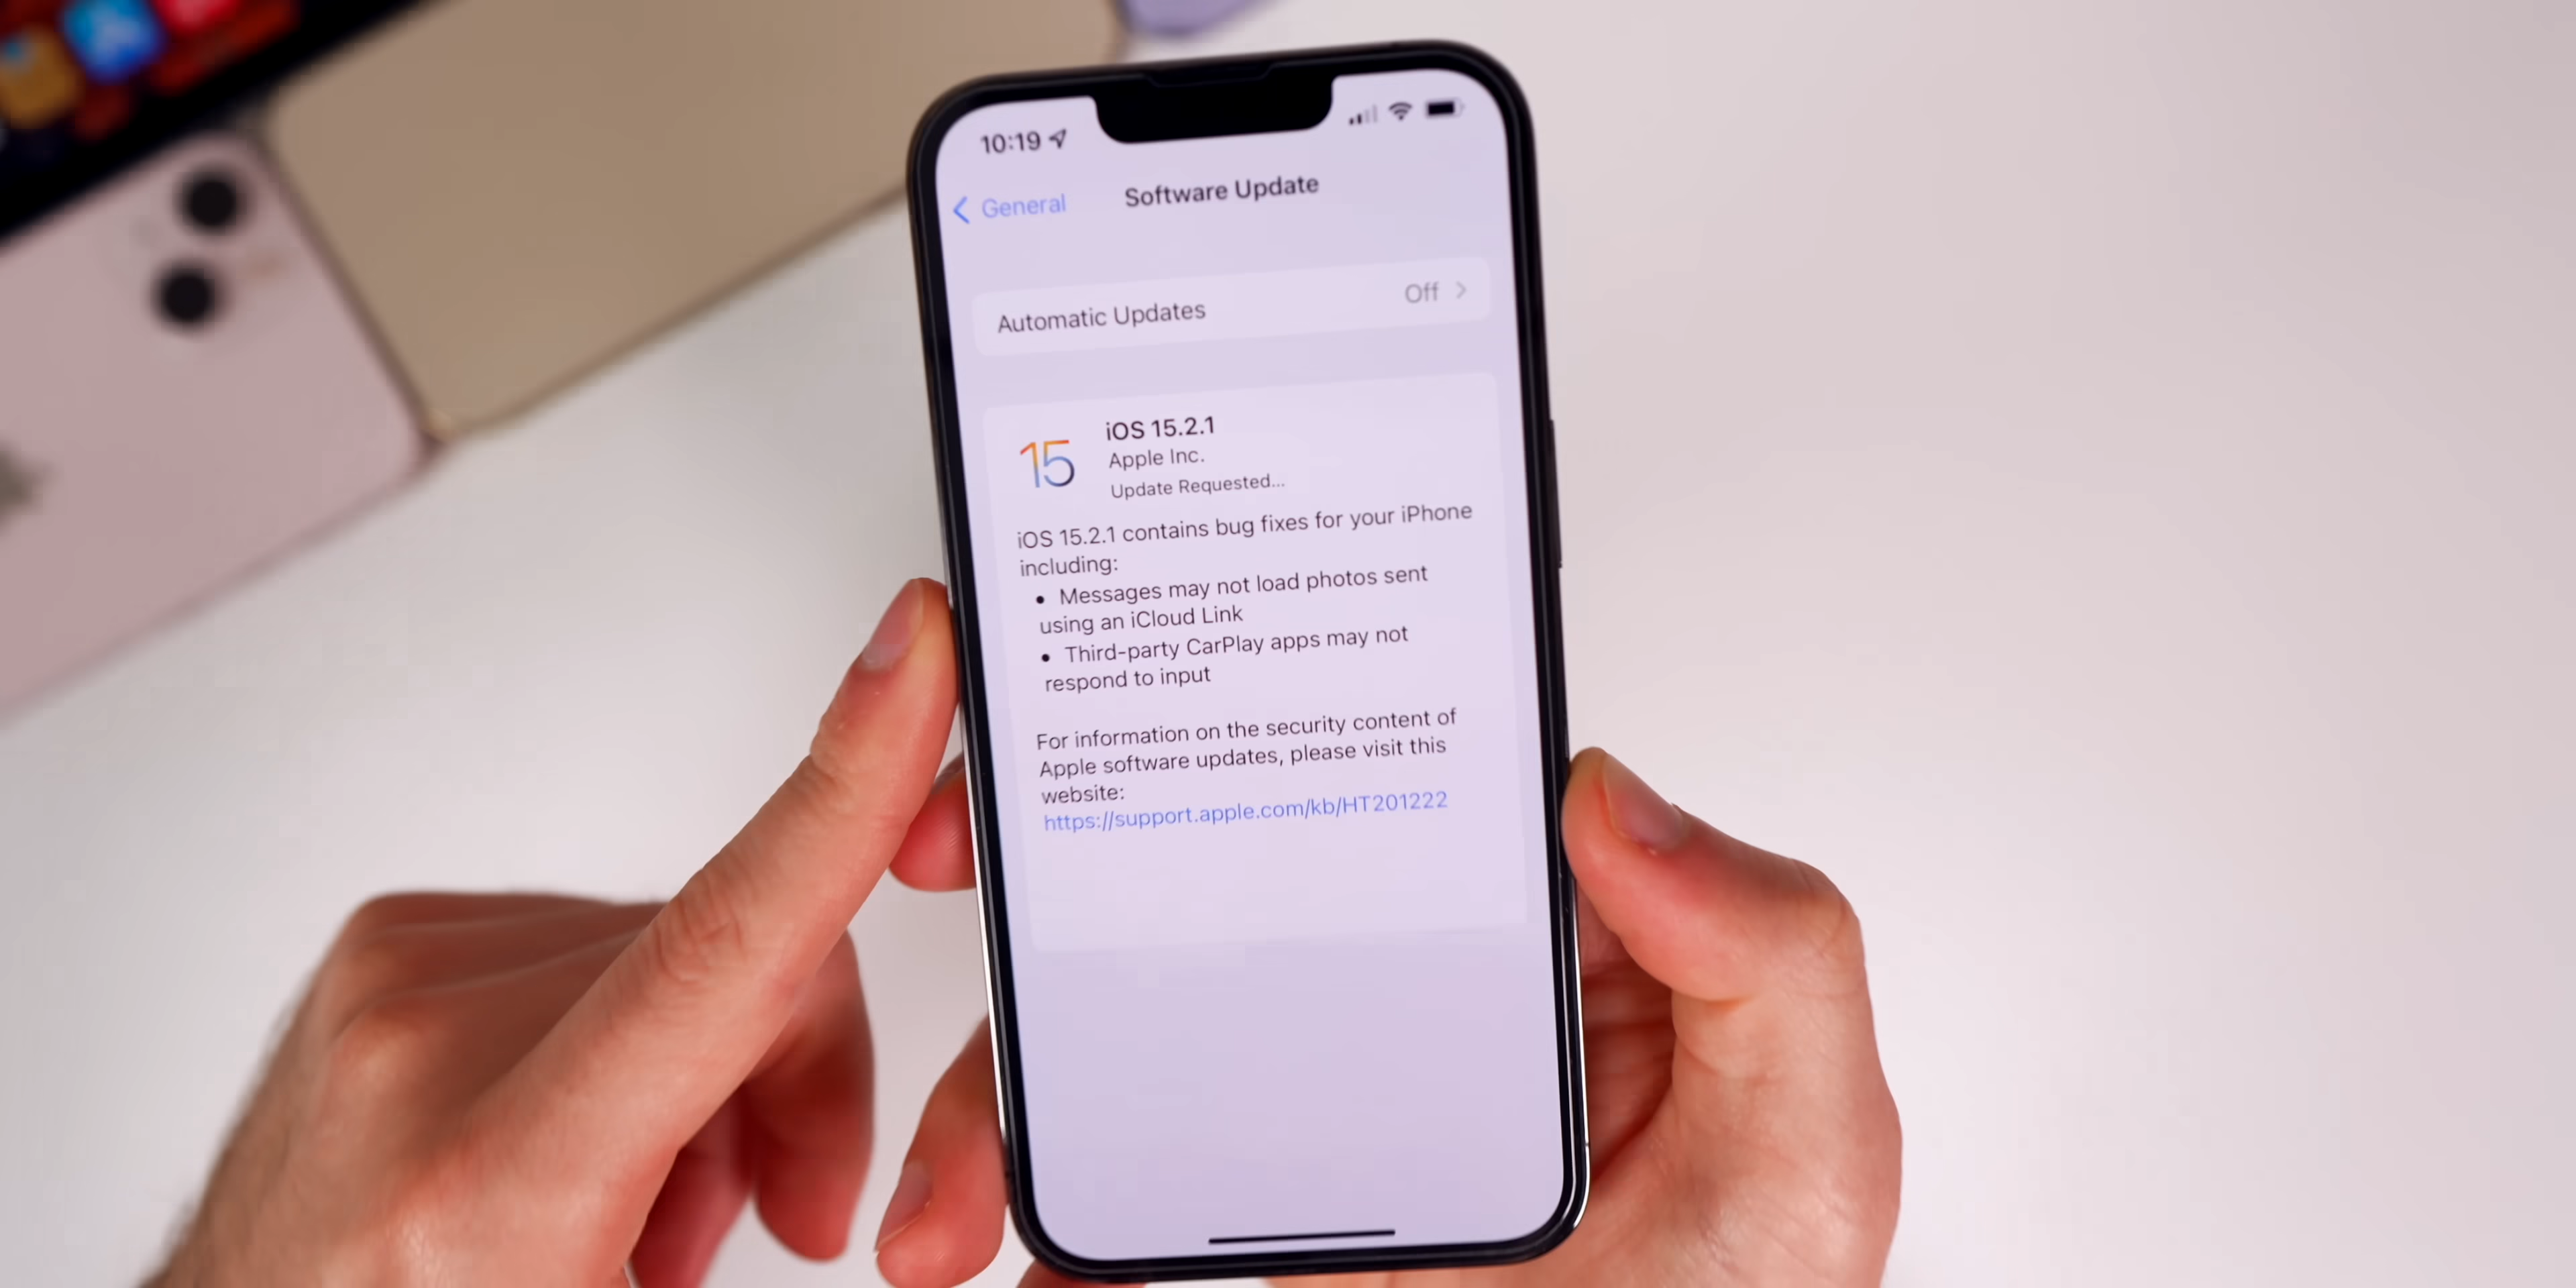 10:19
General
Software Update
Automatic Updates
Off
15
iOS 15.2.1
Apple Inc.
Update Requested...
iOS 15.2.1 contains bug fixes for your iPhone
including:
• Messages may not load photos sent
using an iCloud Link
• Third-party CarPlay apps may not
respond to input
For information on the security content of
Apple software updates, please visit this
website:
https://support.apple.com/kb/HT201222